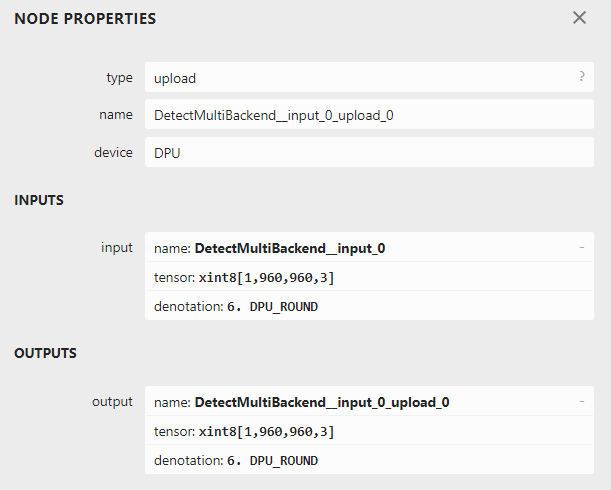 NODE PROPERTIES ×
type upload ?
name DetectMultiBackend__input_0_upload_0
device DPU
INPUTS
input name: DetectMultiBackend__input_0 -
tensor: xint8[1,960,960,3]
denotation: 6. DPU_ROUND
OUTPUTS
output name: DetectMultiBackend__input_0_upload_0 -
tensor: xint8[1,960,960,3]
denotation: 6. DPU_ROUND